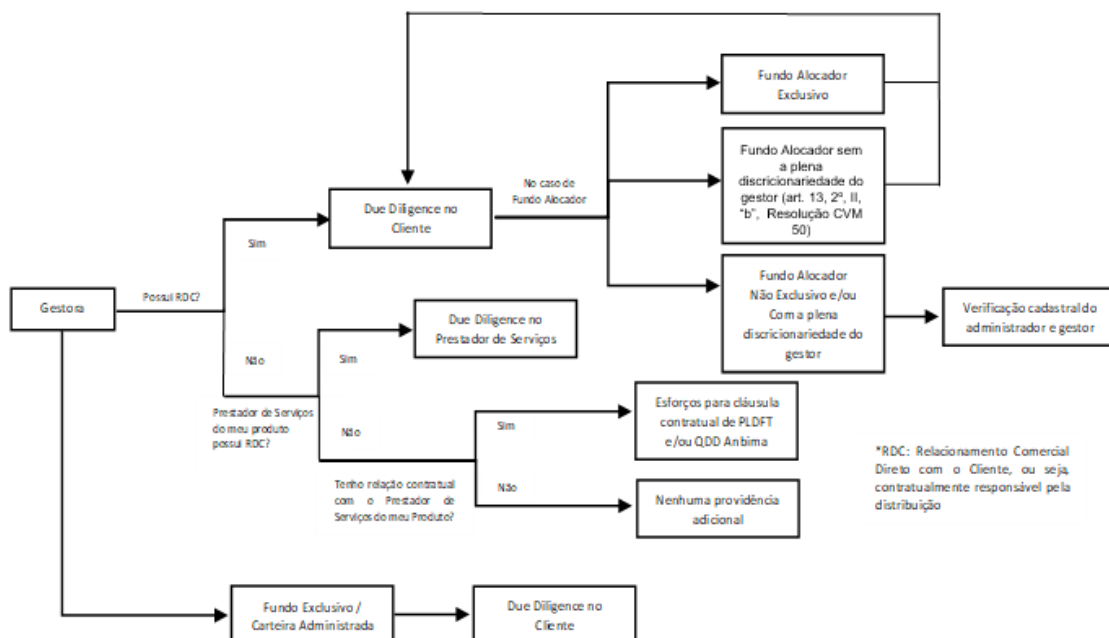 Fundo Alocador
Exclusivo
Fundo Alocador sem
a plena
discricionariedade do
gestor (art. 13, 2º, II,
“b”, Resolução CVM
50)
No caso de
Fundo Alocador
Due Diligence no
Cliente
Sim
Fundo Alocador
Não Exclusivo e/ou
Com a plena
discricionariedade do
gestor
Verificação cadastral do
administrador e gestor
Gestora
Possui RDC?
Due Diligence no
Prestador de Serviços
Não
Sim
Prestador de Serviços
do meu produto
possui RDC?
Não
Sim
Esforços para cláusula
contratual de PLDFT
e/ou QDD Anbima
Tenho relação contratual
com o Prestador de
Serviços do meu Produto?
Não
Nenhuma providência
adicional
*RDC: Relacionamento Comercial
Direto com o Cliente, ou seja,
contratualmente responsável pela
distribuição
Fundo Exclusivo /
Carteira Administrada
Due Diligence no
Cliente